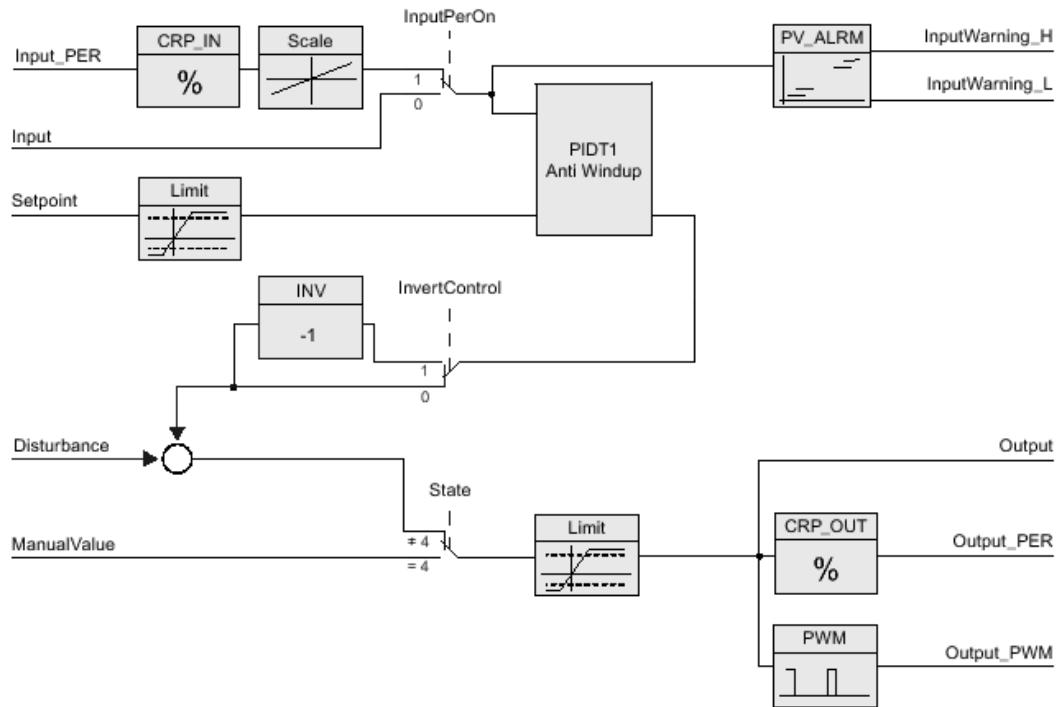 InputPerOn
CRP_IN
Scale
PV_ALRM
InputWarning_H
Input_PER
%
1
0
InputWarning_L
Input
PIDT1
Anti Windup
Setpoint
Limit
INV
InvertControl
-1
1
0
Disturbance
Output
State
ManualValue
≠ 4
= 4
Limit
CRP_OUT
Output_PER
%
PWM
Output_PWM